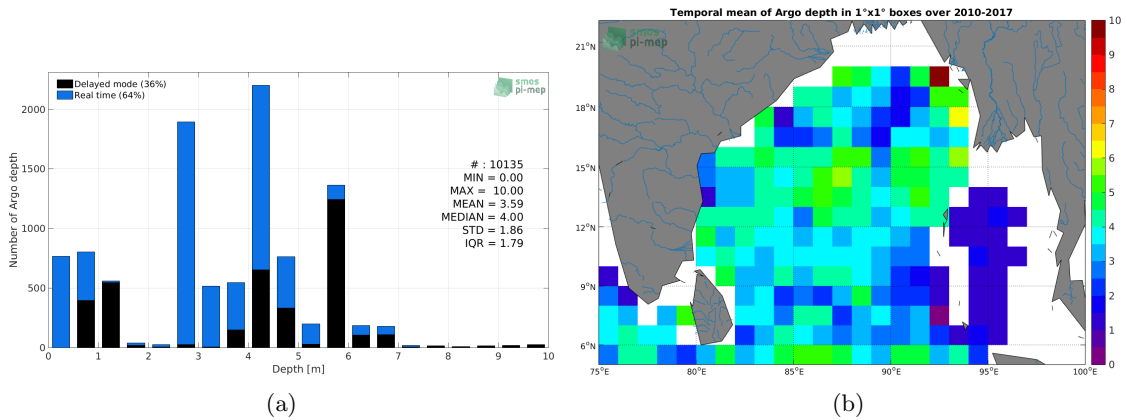 smos
pi-mep
Delayed mode (36%)
Real time (64%)
# : 10135
MIN = 0.00
MAX = 10.00
MEAN = 3.59
MEDIAN = 4.00
STD = 1.86
IQR = 1.79
Number of Argo depth
2000
1500
1000
500
0
0 1 2 3 4 5 6 7 8 9 10
Depth [m]
(a)
Temporal mean of Argo depth in 1°x1° boxes over 2010-2017
smos
pi-mep
21°N
18°N
15°N
12°N
9°N
6°N
75°E 80°E 85°E 90°E 95°E 100°E
10
9
8
7
6
5
4
3
2
1
0
(b)